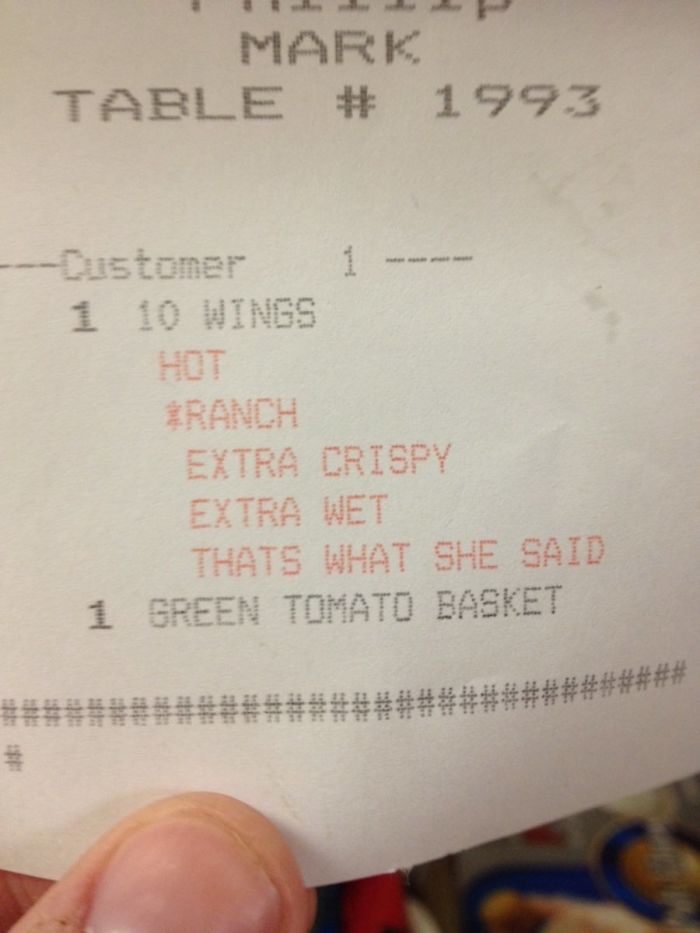 Phillip
MARK
TABLE # 1993
---Customer 1 ----
1 10 WINGS
HOT
*RANCH
EXTRA CRISPY
EXTRA WET
THATS WHAT SHE SAID
1 GREEN TOMATO BASKET
#######################################
#